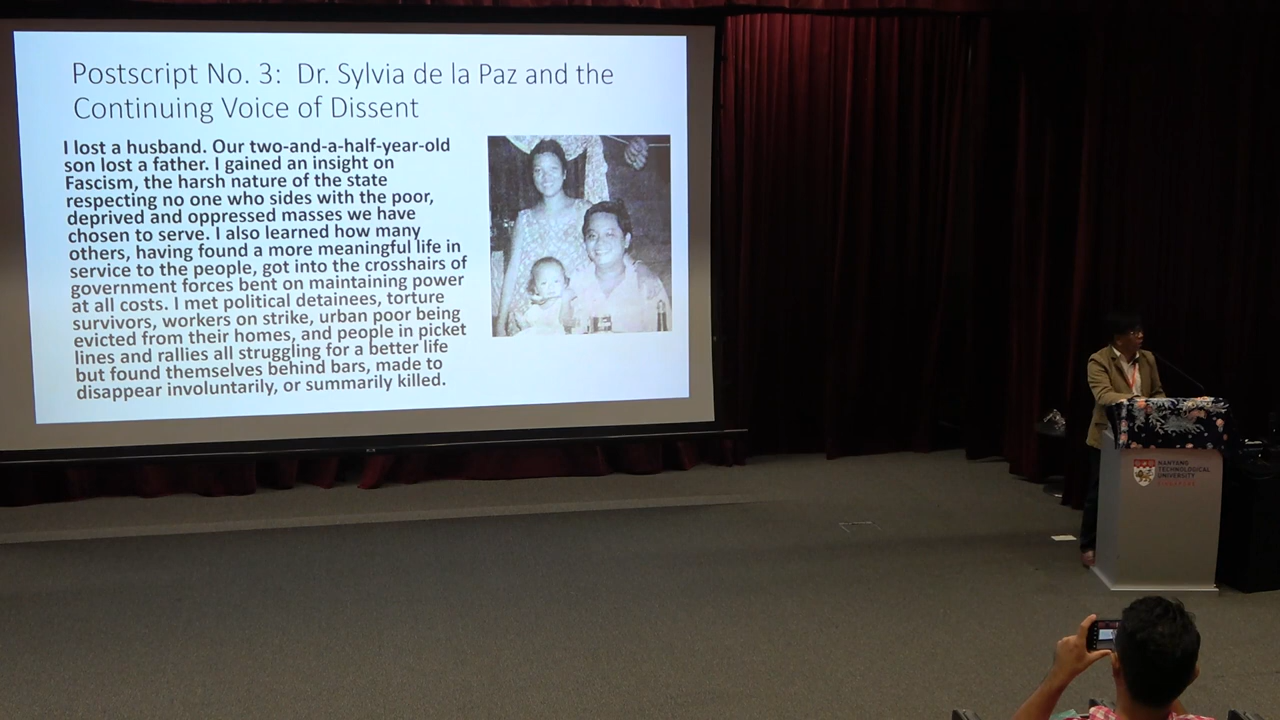 Postscript No. 3: Dr. Sylvia de la Paz and the
Continuing Voice of Dissent
I lost a husband. Our two-and-a-half-year-old
son lost a father. I gained an insight on
Fascism, the harsh nature of the state
respecting no one who sides with the poor,
deprived and oppressed masses we have
chosen to serve. I also learned how many
others, having found a more meaningful life in
service to the people, got into the crosshairs of
government forces bent on maintaining power
at all costs. I met political detainees, torture
survivors, workers on strike, urban poor being
evicted from their homes, and people in picket
lines and rallies all struggling for a better life
but found themselves behind bars, made to
disappear involuntarily, or summarily killed.
NANYANG
TECHNOLOGICAL
UNIVERSITY
SINGAPORE